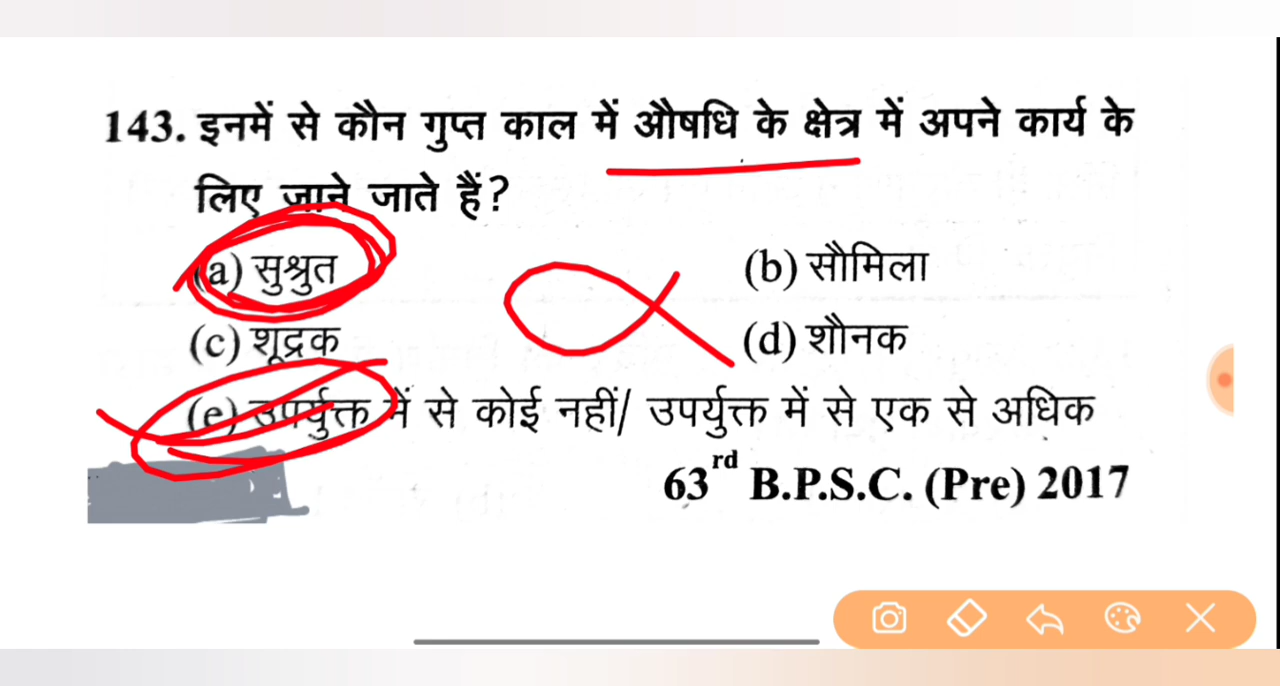 143. इनमें से कौन गुप्त काल में औषधि के क्षेत्र में अपने कार्य के
लिए जाने जाते हैं?
(a) सुश्रुत (b) सौमिला
(c) शूद्रक (d) शौनक
(e) उपर्युक्त में से कोई नहीं/ उपर्युक्त में से एक से अधिक
63rd B.P.S.C. (Pre) 2017